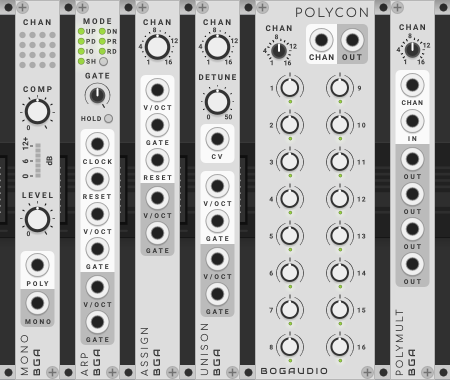 CHAN
COMP
0
12+
6
0
dB
LEVEL
0
POLY
MONO
MONO
BGA
MODE
UP DN
PD PR
IO RD
SH
GATE
HOLD
CLOCK
RESET
V/OCT
GATE
V/OCT
GATE
ARP
BGA
CHAN
8
4 12
1 16
V/OCT
GATE
RESET
V/OCT
GATE
ASSIGN
BGA
CHAN
8
4 12
1 16
DETUNE
0 50
CV
V/OCT
GATE
V/OCT
GATE
UNISON
BGA
POLYCON
CHAN
8
4 12
1 16
CHAN OUT
1 9
2 10
3 11
4 12
5 13
6 14
7 15
8 16
BOGAUDIO
CHAN
8
4 12
1 16
CHAN
IN
OUT
OUT
OUT
OUT
POLYMULT
BGA